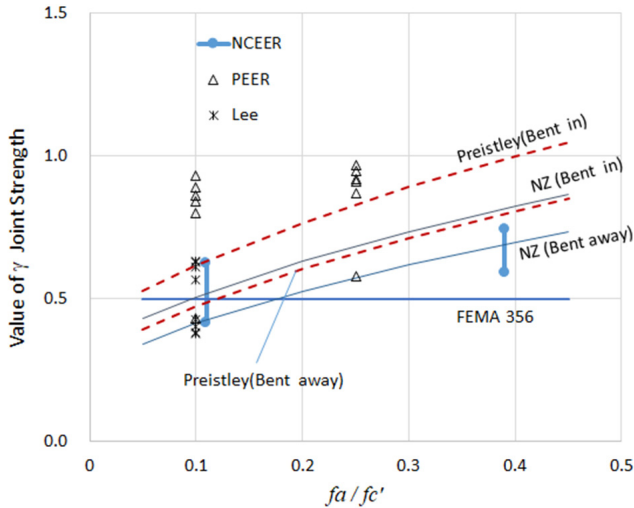 1.5
NCEER
PEER
Lee
Preistley(Bent in)
1.0
NZ (Bent in)
Value of γ Joint Strength
NZ (Bent away)
0.5
FEMA 356
Preistley(Bent away)
0.0
0
0.1
0.2
0.3
0.4
0.5
fa / fc'